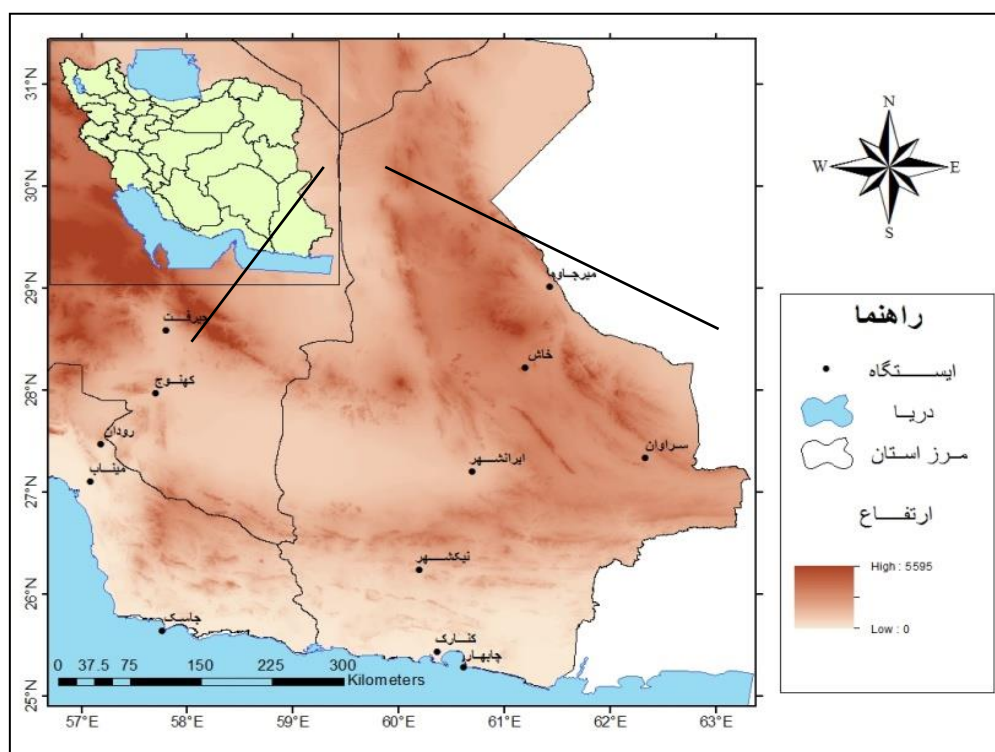 31°N
30°N
29°N
28°N
27°N
26°N
25°N
57°E
58°E
59°E
60°E
61°E
62°E
63°E
میرجاوه
جیرفت
خاش
کهنوج
رودان
سراوان
ایرانشهر
میناب
نیکشهر
جاسک
کنارک
چابهار
0 37.5 75 150 225 300
Kilometers
N
W E
S
راهنما
ایستگاه
دریا
مرز استان
ارتفاع
High : 5595
Low : 0